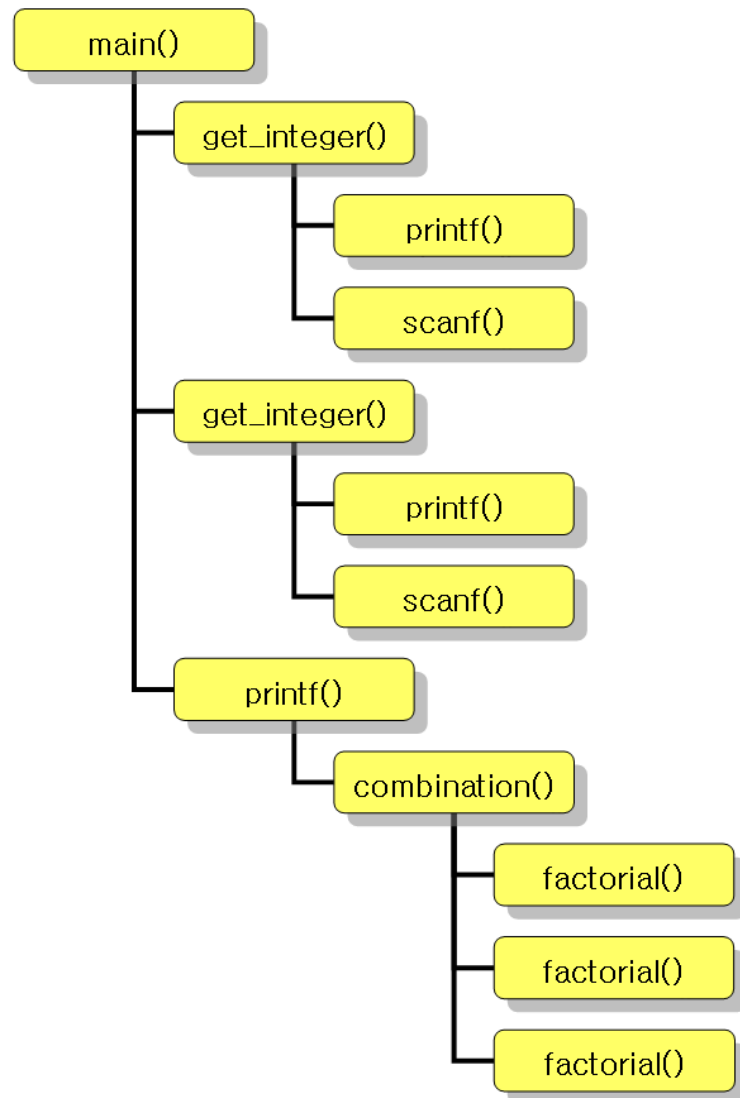 main()
get_integer()
printf()
scanf()
get_integer()
printf()
scanf()
printf()
combination()
factorial()
factorial()
factorial()